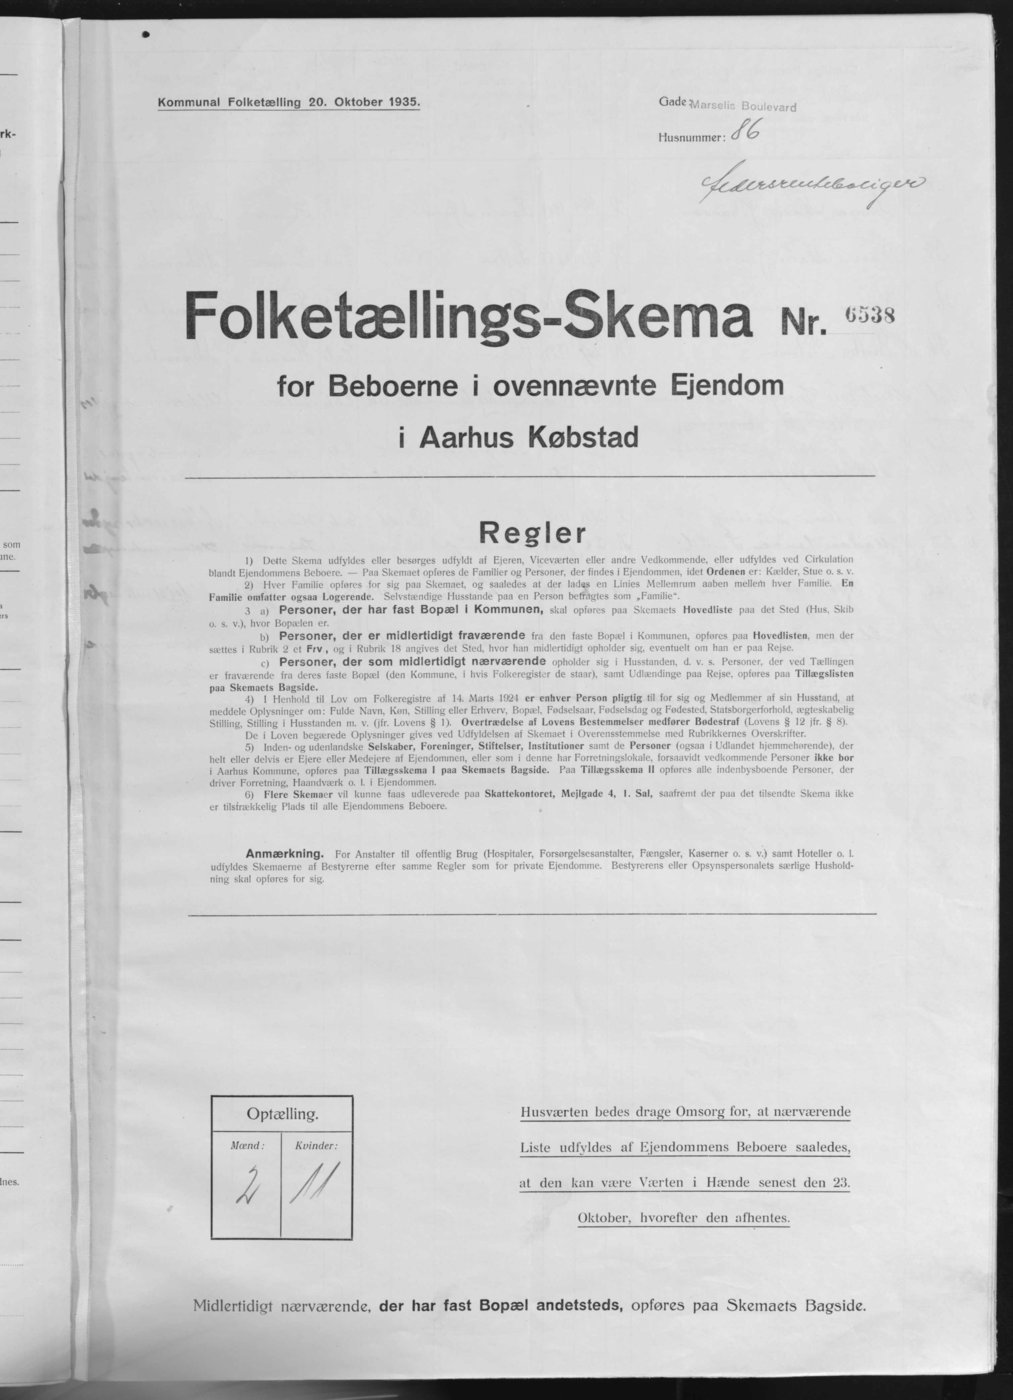 Kommunal Folketælling 20. Oktober 1935.
Gade: Marselis Boulevard
Husnummer: 86
Folketællings-Skema Nr. 6538
for Beboerne i ovennævnte Ejendom
i Aarhus Købstad
Regler
1) Dette Skema udfyldes eller besørges udfyldt af Ejeren, Viceværten eller andre Vedkommende, eller udfyldes ved Cirkulation
blandt Ejendommens Beboere. — Paa Skemaet opføres de Familier og Personer, der findes i Ejendommen, idet Ordenen er: Kælder, Stue o. s. v.
2) Hver Familie opføres for sig paa Skemaet, og saaledes at der lades en Linies Mellemrum aaben mellem hver Familie. En
Familie omfatter ogsaa Logerende. Selvstændige Husstande paa en Person betragtes som „Familie".
3 a) Personer, der har fast Bopæl i Kommunen, skal opføres paa Skemaets Hovedliste paa det Sted (Hus, Skib
o. s. v.), hvor Bopælen er.
b) Personer, der er midlertidigt fraværende fra den faste Bopæl i Kommunen, opføres paa Hovedlisten, men der
sættes i Rubrik 2 et Frv., og i Rubrik 18 angives det Sted, hvor han midlertidigt opholder sig, eventuelt om han er paa Rejse.
c) Personer, der som midlertidigt nærværende opholder sig i Husstanden, d. v. s. Personer, der ved Tællingen
er fraværende fra deres faste Bopæl (den Kommune, i hvis Folkeregister de staar), samt Udlændinge paa Rejse, opføres paa Tillægslisten
paa Skemaets Bagside.
4) I Henhold til Lov om Folkeregistre af 14. Marts 1924 er enhver Person pligtig til for sig og Medlemmer af sin Husstand, at
meddele Oplysninger om: Fulde Navn, Køn, Stilling eller Erhverv, Bopæl, Fødselsaar, Fødselsdag og Fødested, Statsborgerforhold, ægteskabelig
Stilling, Stilling i Husstanden m. v. (jfr. Lovens § 1). Overtrædelse af Lovens Bestemmelser medfører Bødestraf (Lovens § 12 jfr. § 8).
De i Loven begærede Oplysninger gives ved Udfyldelsen af Skemaet i Overensstemmelse med Rubrikkernes Overskrifter.
5) Inden- og udenlandske Selskaber, Foreninger, Stiftelser, Institutioner samt de Personer (ogsaa i Udlandet hjemmehørende), der
helt eller delvis er Ejere eller Medejere af Ejendommen, eller som i denne har Forretningslokale, forsaavidt vedkommende Personer ikke bor
i Aarhus Kommune, opføres paa Tillægsskema I paa Skemaets Bagside. Paa Tillægsskema II opføres alle indenbysboende Personer, der
driver Forretning, Haandværk o. l. i Ejendommen.
6) Flere Skemaer vil kunne faas udleverede paa Skattekontoret, Mejlgade 4, 1. Sal, saafremt der paa det tilsendte Skema ikke
er tilstrækkelig Plads til alle Ejendommens Beboere.
Anmærkning. For Anstalter til offentlig Brug (Hospitaler, Forsørgelsesanstalter, Fængsler, Kaserner o. s. v.) samt Hoteller o. l.
udfyldes Skemaerne af Bestyrerne efter samme Regler som for private Ejendomme. Bestyrerens eller Opsynspersonalets særlige Hushold-
ning skal opføres for sig.
Optælling.
Mænd: Kvinder:
2 11
Husværten bedes drage Omsorg for, at nærværende
Liste udfyldes af Ejendommens Beboere saaledes,
at den kan være Værten i Hænde senest den 23.
Oktober, hvorefter den afhentes.
Midlertidigt nærværende, der har fast Bopæl andetsteds, opføres paa Skemaets Bagside.